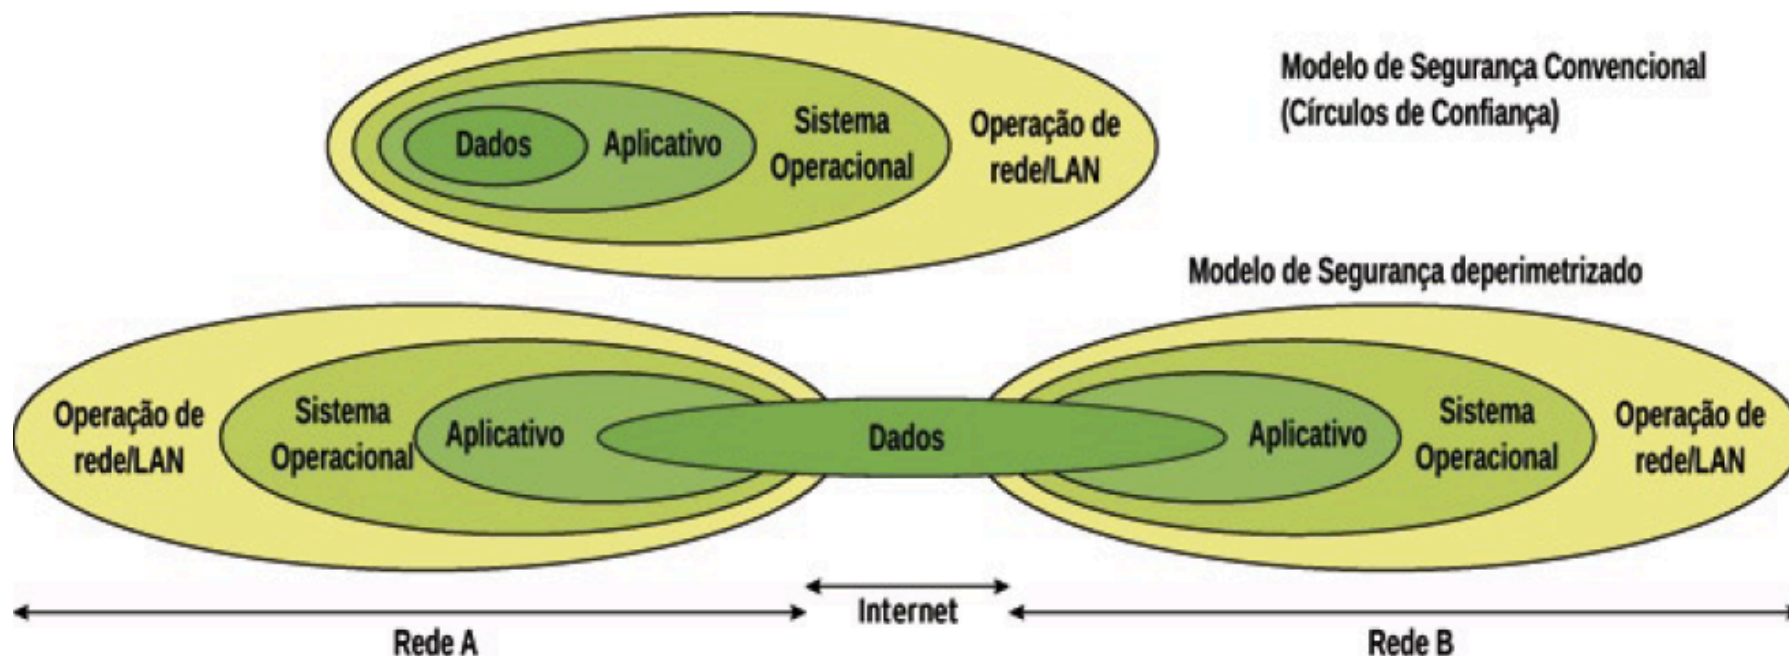 Modelo de Segurança Convencional
(Círculos de Confiança)
Dados
Aplicativo
Sistema
Operacional
Operação de
rede/LAN
Modelo de Segurança deperimetrizado
Operação de
rede/LAN
Sistema
Operacional
Aplicativo
Dados
Aplicativo
Sistema
Operacional
Operação de
rede/LAN
Internet
Rede A
Rede B